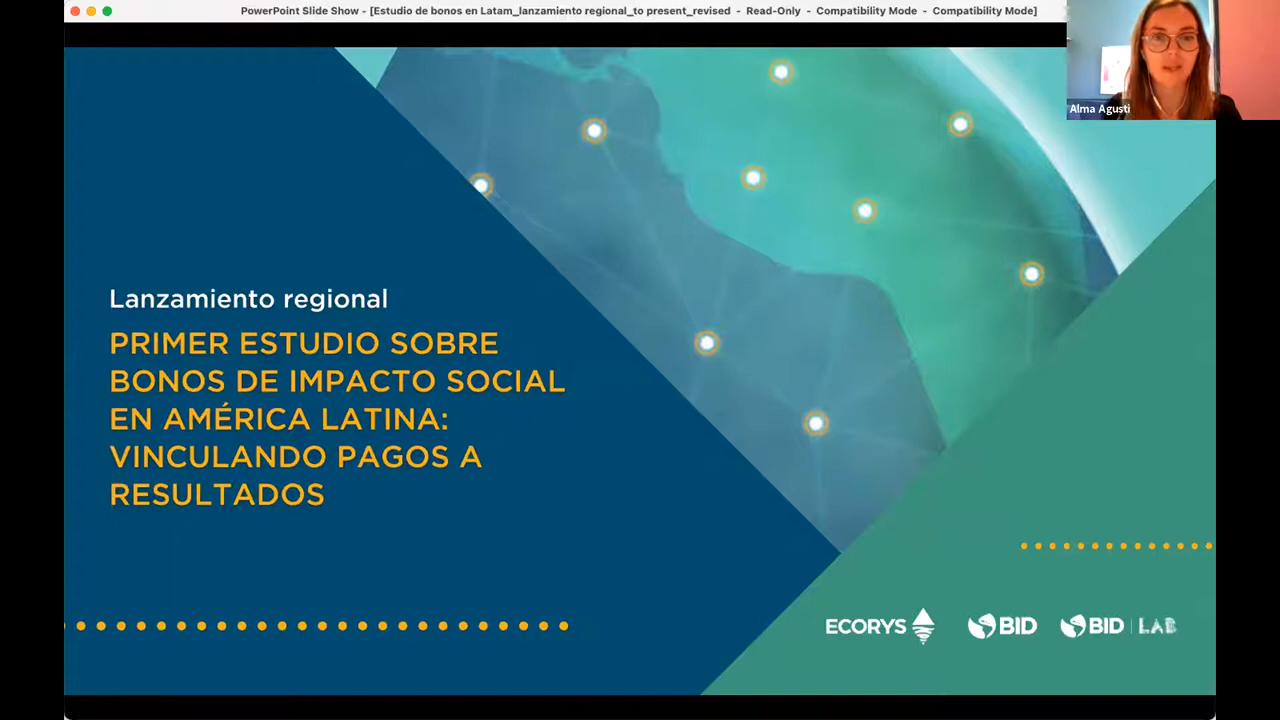 PowerPoint Slide Show - [Estudio de bonos en Latam_lanzamiento regional_to present_revised - Read-Only - Compatibility Mode - Compatibility Mode]
Alma Agusti
Lanzamiento regional
PRIMER ESTUDIO SOBRE
BONOS DE IMPACTO SOCIAL
EN AMÉRICA LATINA:
VINCULANDO PAGOS A
RESULTADOS
ECORYS BID BID | LAB